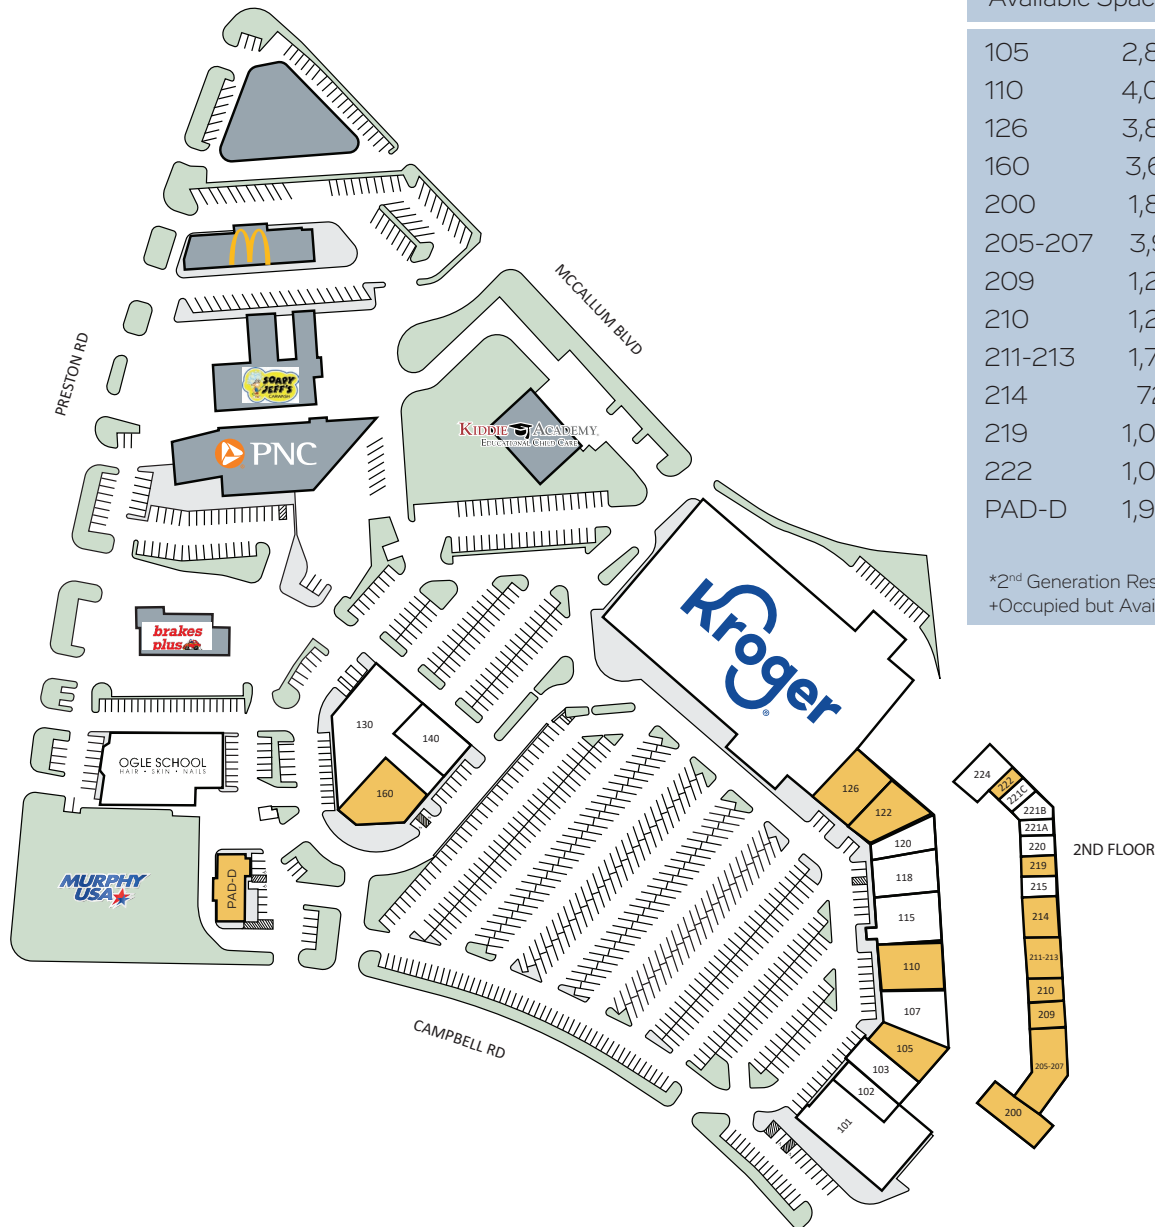 Available Spac
105 2,8
110 4,0
126 3,8
160 3,6
200 1,8
205-207 3,9
209 1,2
210 1,2
211-213 1,7
214 72
219 1,0
222 1,0
PAD-D 1,9
*2nd Generation Res
+Occupied but Avai
MCCALLUM BLVD
PRESTON RD
SOAPY
JEFF'S
CARWASH
PNC
KIDDIE ACADEMY
EDUCATIONAL CHILD CARE
Kroger
brakes
plus
130
140
160
OGLE SCHOOL
HAIR • SKIN • NAILS
MURPHY
USA
PAD-D
CAMPBELL RD
126
122
120
118
115
110
107
105
103
102
101
224
222
221C
221B
221A
220
219
215
214
211-213
210
209
205-207
200
2ND FLOOR